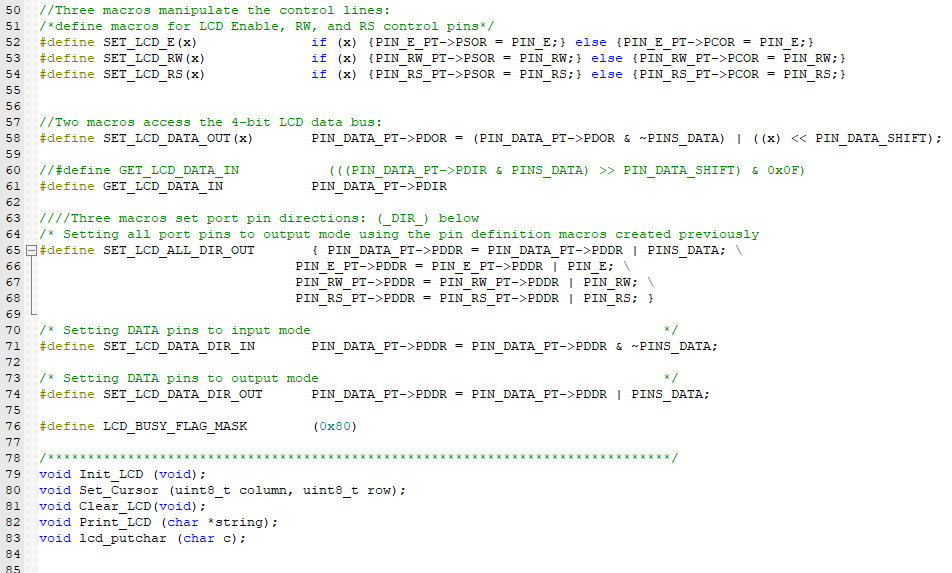 50 //Three macros manipulate the control lines:
51 /*define macros for LCD Enable, RW, and RS control pins*/
52 #define SET_LCD_E(x)              if (x) {PIN_E_PT->PSOR = PIN_E;} else {PIN_E_PT->PCOR = PIN_E;}
53 #define SET_LCD_RW(x)             if (x) {PIN_RW_PT->PSOR = PIN_RW;} else {PIN_RW_PT->PCOR = PIN_RW;}
54 #define SET_LCD_RS(x)             if (x) {PIN_RS_PT->PSOR = PIN_RS;} else {PIN_RS_PT->PCOR = PIN_RS;}
55
56
57 //Two macros access the 4-bit LCD data bus:
58 #define SET_LCD_DATA_OUT(x)       PIN_DATA_PT->PDOR = (PIN_DATA_PT->PDOR & ~PINS_DATA) | ((x) << PIN_DATA_SHIFT);
59
60 //#define GET_LCD_DATA_IN           (((PIN_DATA_PT->PDIR & PINS_DATA) >> PIN_DATA_SHIFT) & 0x0F)
61 #define GET_LCD_DATA_IN           PIN_DATA_PT->PDIR
62
63 ////Three macros set port pin directions: (_DIR_) below
64 /* Setting all port pins to output mode using the pin definition macros created previously
65 #define SET_LCD_ALL_DIR_OUT       { PIN_DATA_PT->PDDR = PIN_DATA_PT->PDDR | PINS_DATA; \
66                                 PIN_E_PT->PDDR = PIN_E_PT->PDDR | PIN_E; \
67                                 PIN_RW_PT->PDDR = PIN_RW_PT->PDDR | PIN_RW; \
68                                 PIN_RS_PT->PDDR = PIN_RS_PT->PDDR | PIN_RS; }
69
70 /* Setting DATA pins to input mode                                            */
71 #define SET_LCD_DATA_DIR_IN       PIN_DATA_PT->PDDR = PIN_DATA_PT->PDDR & ~PINS_DATA;
72
73 /* Setting DATA pins to output mode                                           */
74 #define SET_LCD_DATA_DIR_OUT      PIN_DATA_PT->PDDR = PIN_DATA_PT->PDDR | PINS_DATA;
75
76 #define LCD_BUSY_FLAG_MASK        (0x80)
77
78 /******************************************************************************/
79 void Init_LCD (void);
80 void Set_Cursor (uint8_t column, uint8_t row);
81 void Clear_LCD(void);
82 void Print_LCD (char *string);
83 void lcd_putchar (char c);
84
85